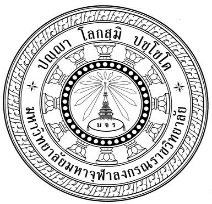 ปญฺญา โลกสฺมิ ปชฺโชโต
ม จ ร
มหาวิทยาลัยมหาจุฬาลงกรณราชวิทยาลัย